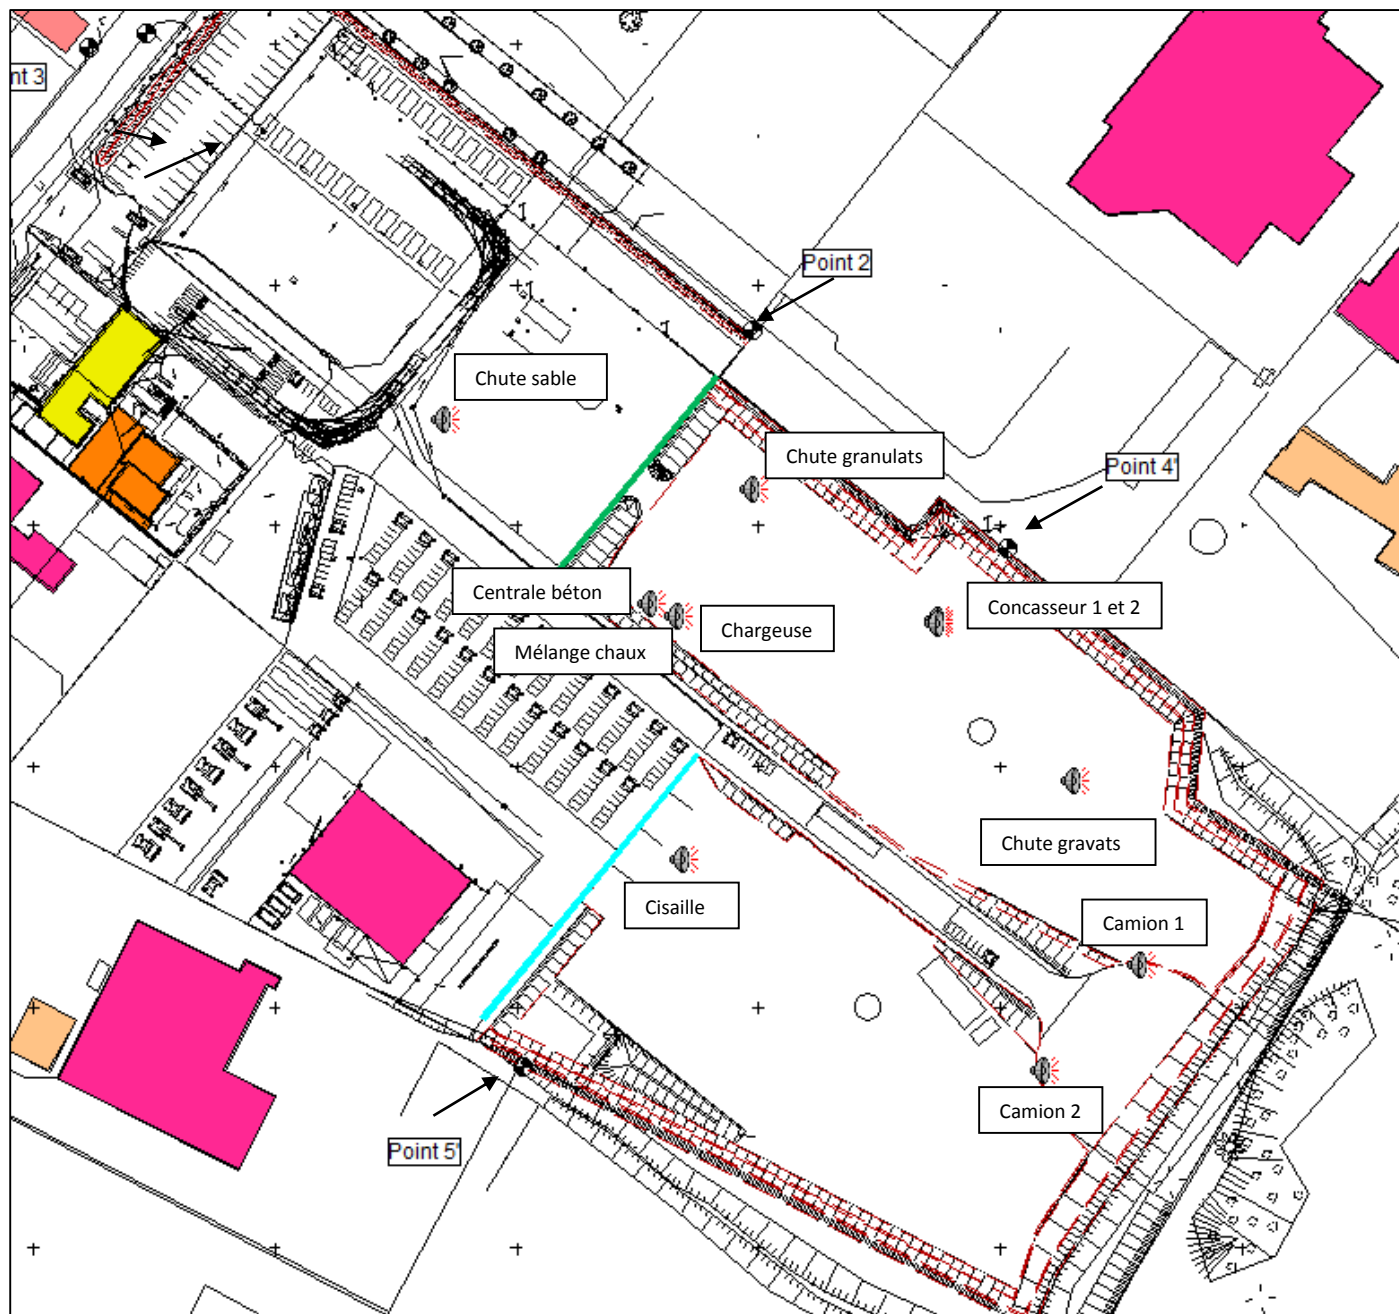 nt 3
Point 2
Chute sable
Chute granulats
Point 4'
Centrale béton
Concasseur 1 et 2
Chargeuse
Mélange chaux
Chute gravats
Cisaille
Camion 1
Camion 2
Point 5'